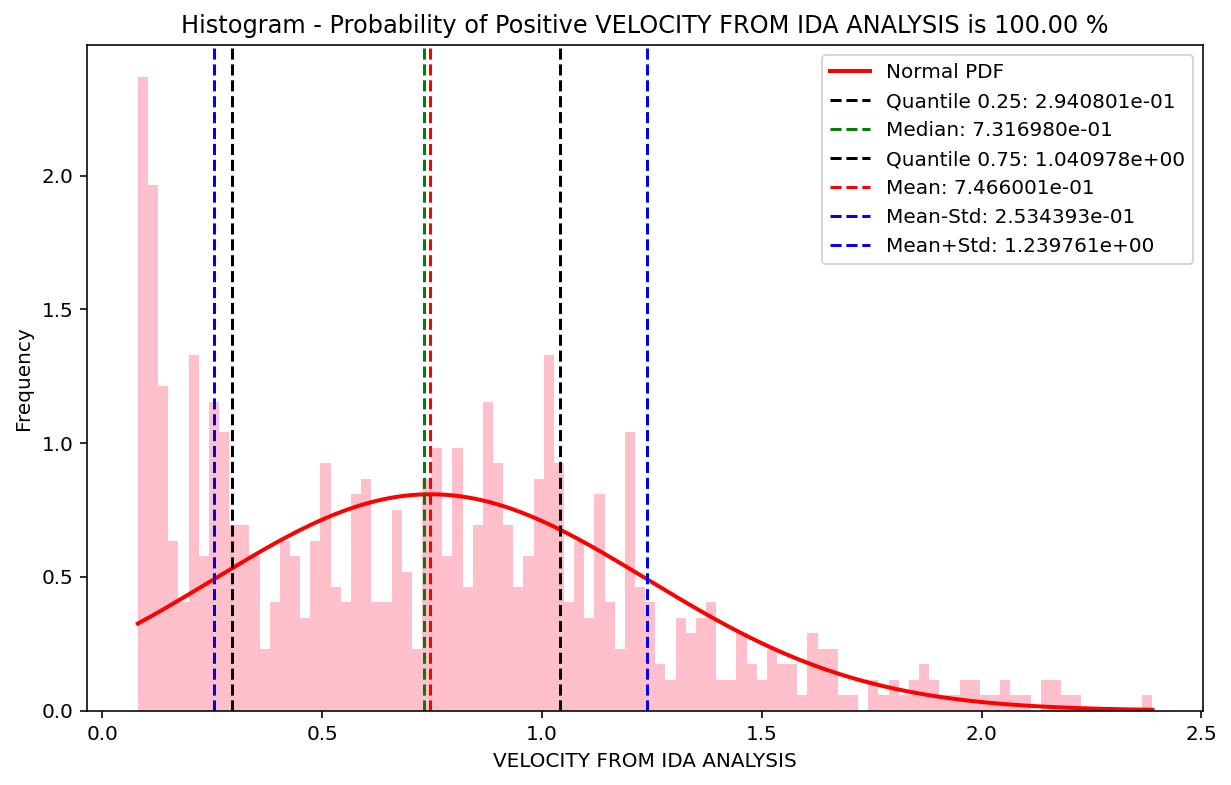 Histogram - Probability of Positive VELOCITY FROM IDA ANALYSIS is 100.00 %
Normal PDF
Quantile 0.25: 2.940801e-01
Median: 7.316980e-01
Quantile 0.75: 1.040978e+00
Mean: 7.466001e-01
Mean-Std: 2.534393e-01
Mean+Std: 1.239761e+00
Frequency
2.0
1.5
1.0
0.5
0.0
0.0 0.5 1.0 1.5 2.0 2.5
VELOCITY FROM IDA ANALYSIS